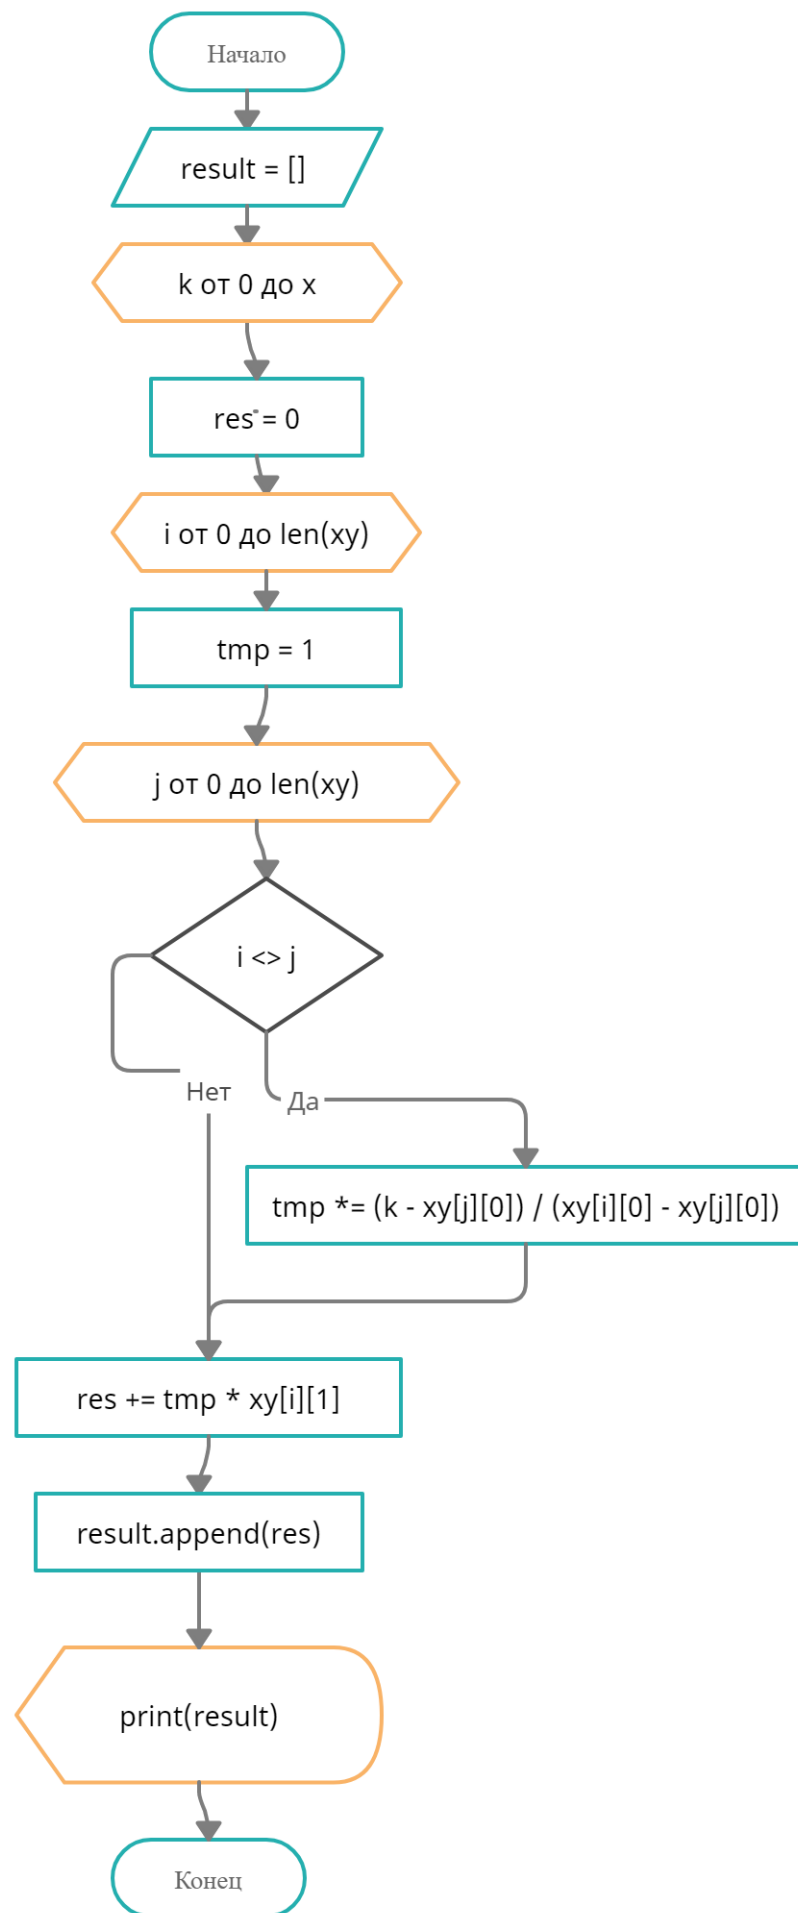 Начало
result = []
k от 0 до x
res = 0
i от 0 до len(xy)
tmp = 1
j от 0 до len(xy)
i <> j
Нет
Да
tmp *= (k - xy[j][0]) / (xy[i][0] - xy[j][0])
res += tmp * xy[i][1]
result.append(res)
print(result)
Конец